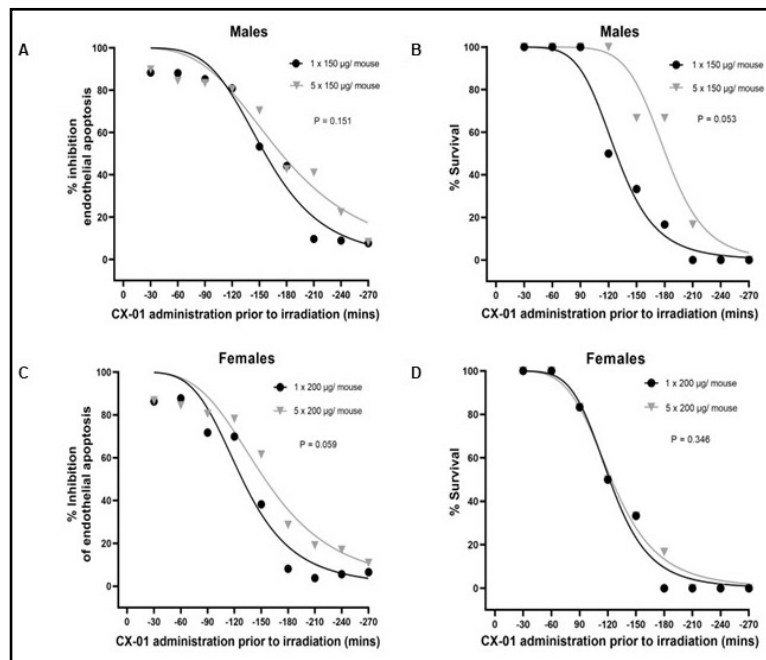 A
Males
100
80
60
40
20
0
% inhibition
endothelial apoptosis
1 x 150 µg/ mouse
5 x 150 µg/ mouse
P = 0.151
0 -30 -60 -90 -120 -150 -180 -210 -240 -270
CX-01 administration prior to irradiation (mins)
B
Males
100
80
60
40
20
0
% Survival
1 x 150 µg/ mouse
5 x 150 µg/ mouse
P = 0.053
0 -30 -60 -90 -120 -150 -180 -210 -240 -270
CX-01 administration prior to irradiation (mins)
C
Females
100
80
60
40
20
0
% Inhibition
of endothelial apoptosis
1 x 200 µg/ mouse
5 x 200 µg/ mouse
P = 0.059
0 -30 -60 -90 -120 -150 -180 -210 -240 -270
CX-01 administration prior to irradiation (mins)
D
Females
100
80
60
40
20
0
% Survival
1 x 200 µg/ mouse
5 x 200 µg/ mouse
P = 0.346
0 -30 -60 -90 -120 -150 -180 -210 -240 -270
CX-01 administration prior to irradiation (mins)